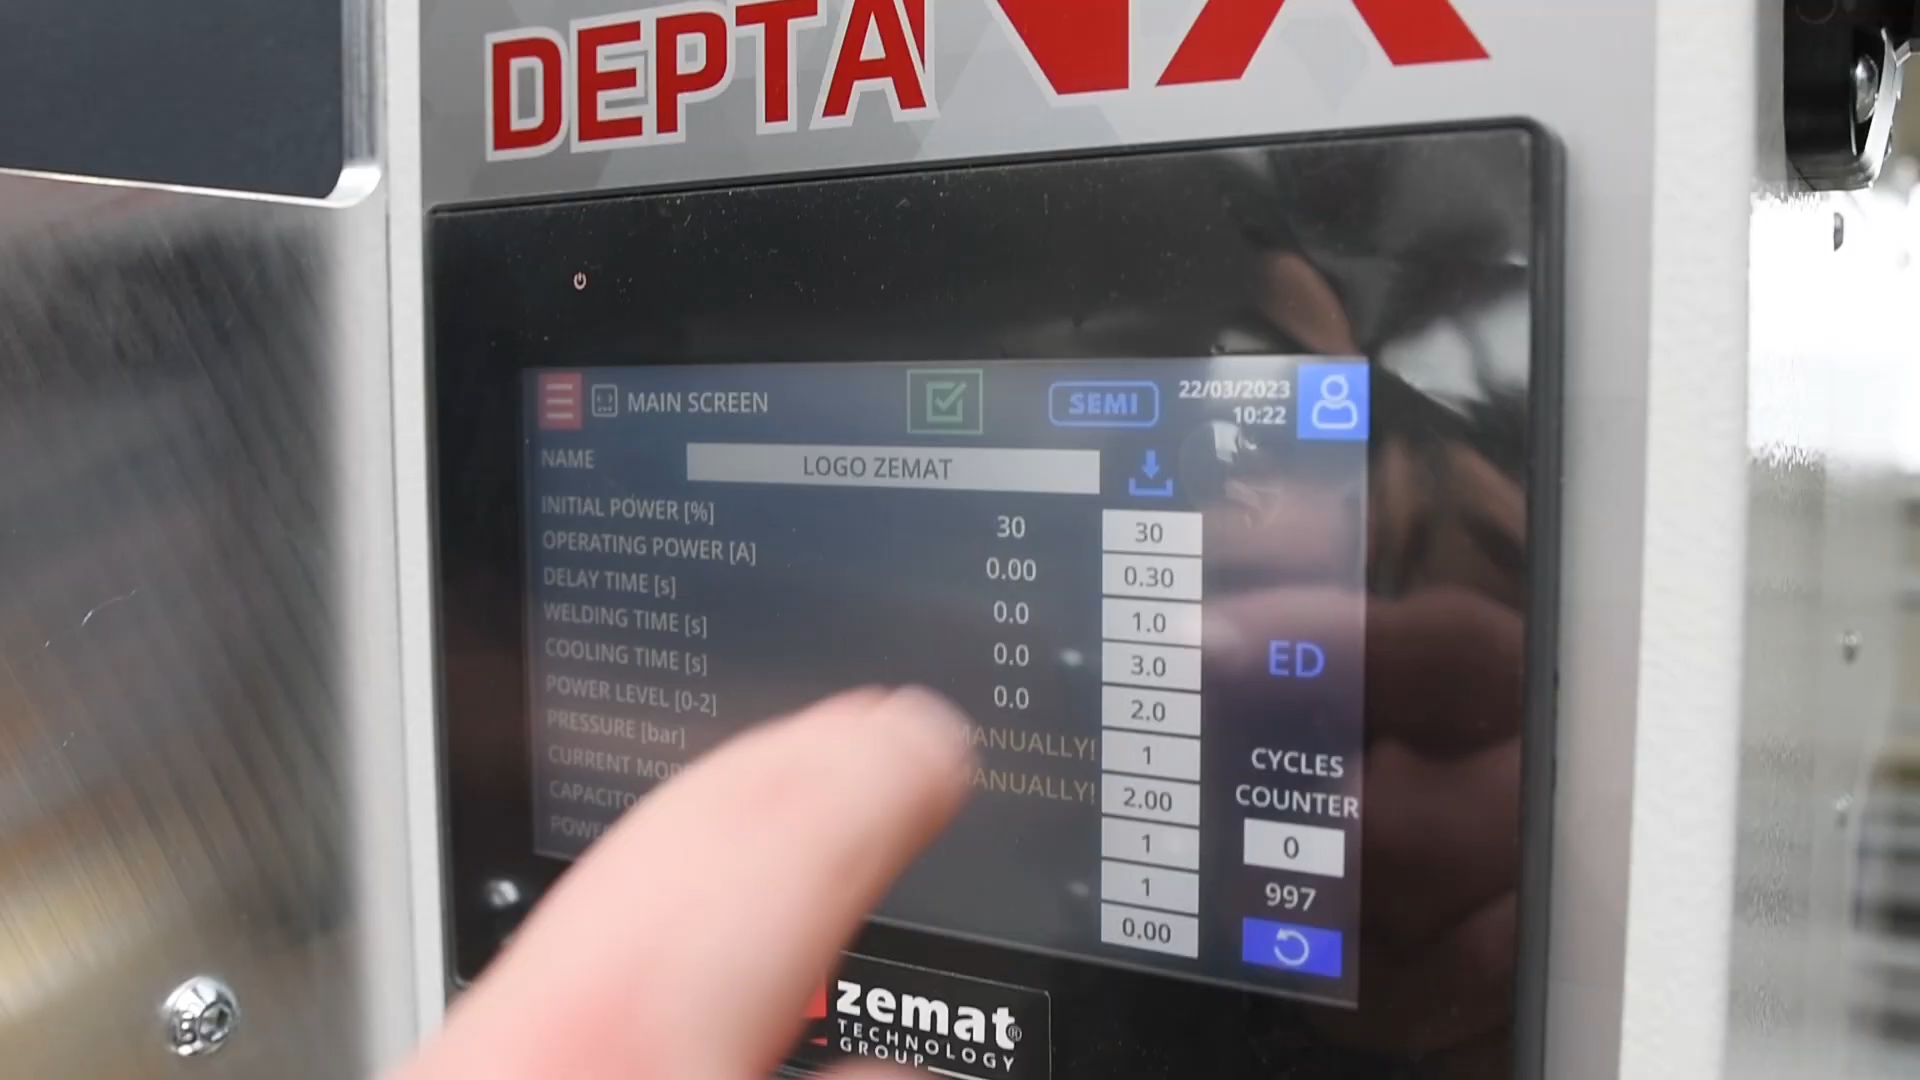 DEPTA
MAIN SCREEN
SEMI
22/03/2023
10:22
NAME
LOGO ZEMAT
INITIAL POWER [%]
30
30
OPERATING POWER [A]
0.00
0.30
DELAY TIME [s]
0.0
1.0
WELDING TIME [s]
0.0
3.0
COOLING TIME [s]
0.0
2.0
POWER LEVEL [0-2]
MANUALLY!
1
PRESSURE [bar]
MANUALLY!
2.00
CURRENT
1
1
0.00
ED
CYCLES
COUNTER
0
997
zemat®
TECHNOLOGY
GROUP